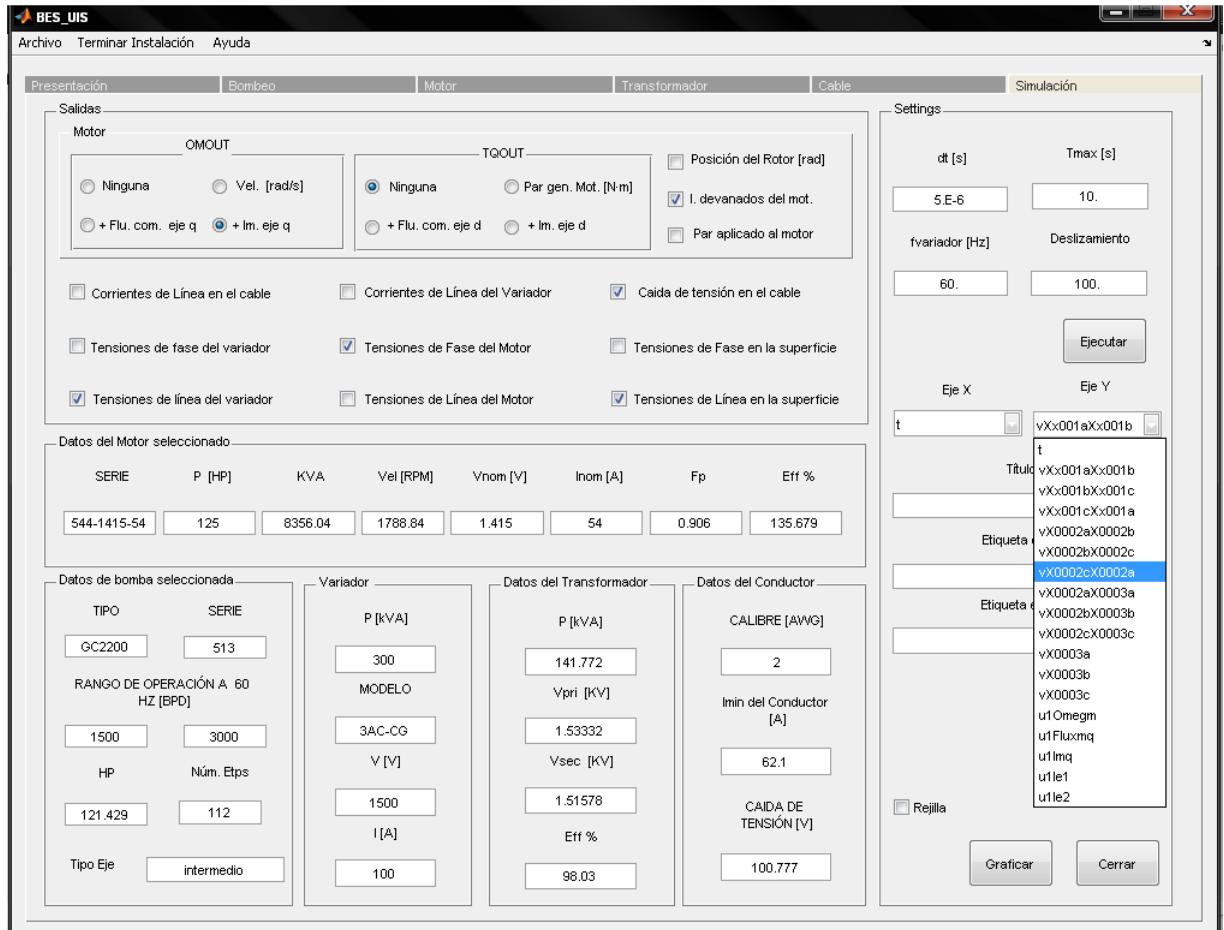 BES_UIS
Archivo Terminar Instalación Ayuda
Presentación Bombeo Motor Transformador Cable Simulación
Salidas
Motor
OMOUT
Ninguna Vel. [rad/s]
+ Flu. com. eje q + Im. eje q
TQOUT
Ninguna Par gen. Mot. [N·m]
+ Flu. com. eje d + Im. eje d
Posición del Rotor [rad]
I. devanados del mot.
Par aplicado al motor
Corrientes de Línea en el cable Corrientes de Línea del Variador Caida de tensión en el cable
Tensiones de fase del variador Tensiones de Fase del Motor Tensiones de Fase en la superficie
Tensiones de línea del variador Tensiones de Línea del Motor Tensiones de Línea en la superficie
Datos del Motor seleccionado
SERIE P [HP] KVA Vel [RPM] Vnom [V] Inom [A] Fp Eff %
544-1415-54 125 8356.04 1788.84 1.415 54 0.906 135.679
Datos de bomba seleccionada
TIPO SERIE
GC2200 513
RANGO DE OPERACIÓN A 60
HZ [BPD]
1500 3000
HP Núm. Etps
121.429 112
Tipo Eje intermedio
Variador
P [kVA]
300
MODELO
3AC-CG
V [V]
1500
I [A]
100
Datos del Transformador
P [kVA]
141.772
Vpri [KV]
1.53332
Vsec [KV]
1.51578
Eff %
98.03
Datos del Conductor
CALIBRE [AWG]
2
Imin del Conductor
[A]
62.1
CAIDA DE
TENSIÓN [V]
100.777
Settings
dt [s] Tmax [s]
5.E-6 10.
fvariador [Hz] Deslizamiento
60. 100.
Ejecutar
Eje X Eje Y
t vXx001aXx001b
Título
Etiqueta
Etiqueta
t
vXx001aXx001b
vXx001bXx001c
vXx001cXx001a
vX0002aX0002b
vX0002bX0002c
vX0002cX0002a
vX0002aX0003a
vX0002bX0003b
vX0002cX0003c
vX0003a
vX0003b
vX0003c
u1Omegm
u1Fluxmq
u1Imq
u1Ie1
u1Ie2
Rejilla
Graficar Cerrar